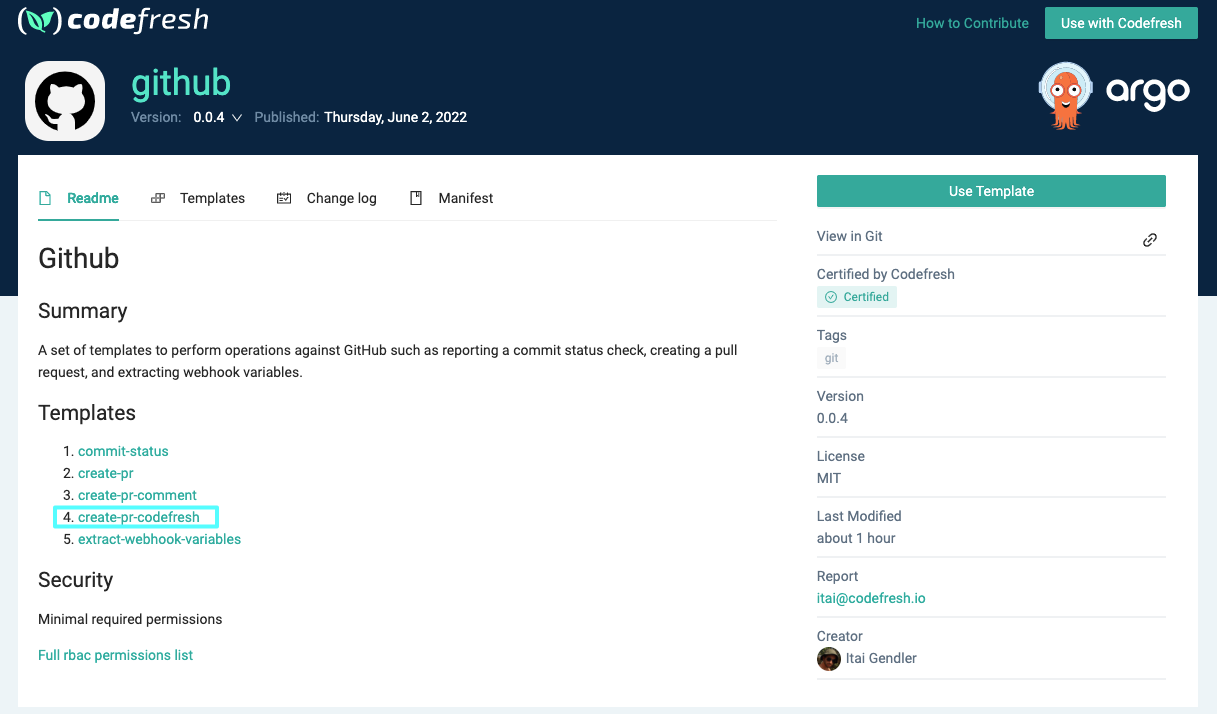 codefresh
How to Contribute
Use with Codefresh
github
Version: 0.0.4 Published: Thursday, June 2, 2022
argo
Readme
Templates
Change log
Manifest
Github
Summary
A set of templates to perform operations against GitHub such as reporting a commit status check, creating a pull
request, and extracting webhook variables.
Templates
1. commit-status
2. create-pr
3. create-pr-comment
4. create-pr-codefresh
5. extract-webhook-variables
Security
Minimal required permissions
Full rbac permissions list
Use Template
View in Git
Certified by Codefresh
Certified
Tags
git
Version
0.0.4
License
MIT
Last Modified
about 1 hour
Report
itai@codefresh.io
Creator
Itai Gendler